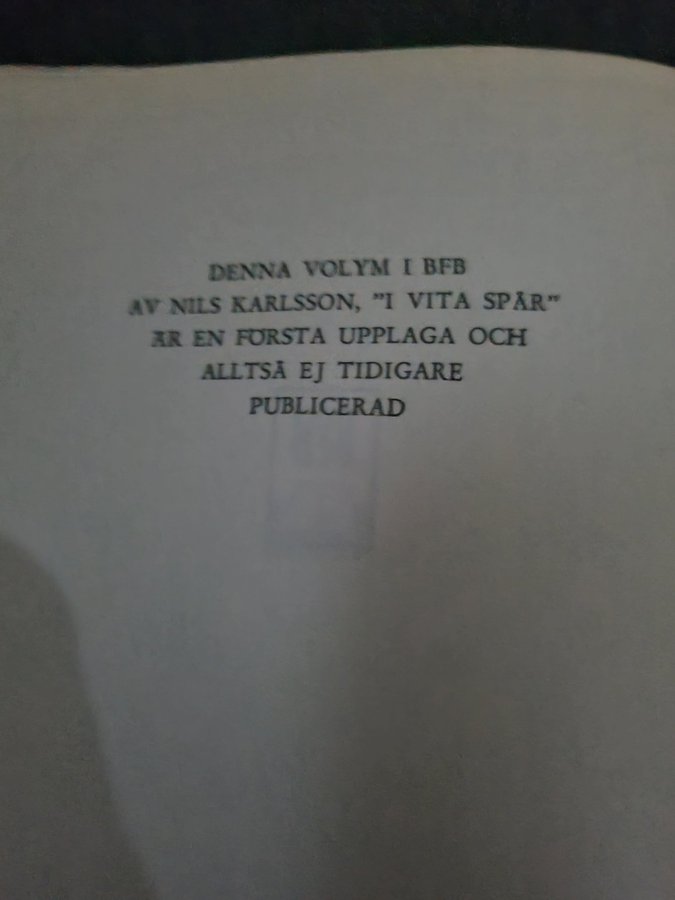 DENNA VOLYM I BFB
AV NILS KARLSSON, "I VITA SPÅR"
ÄR EN FÖRSTA UPPLAGA OCH
ALLTSÅ EJ TIDIGARE
PUBLICERAD